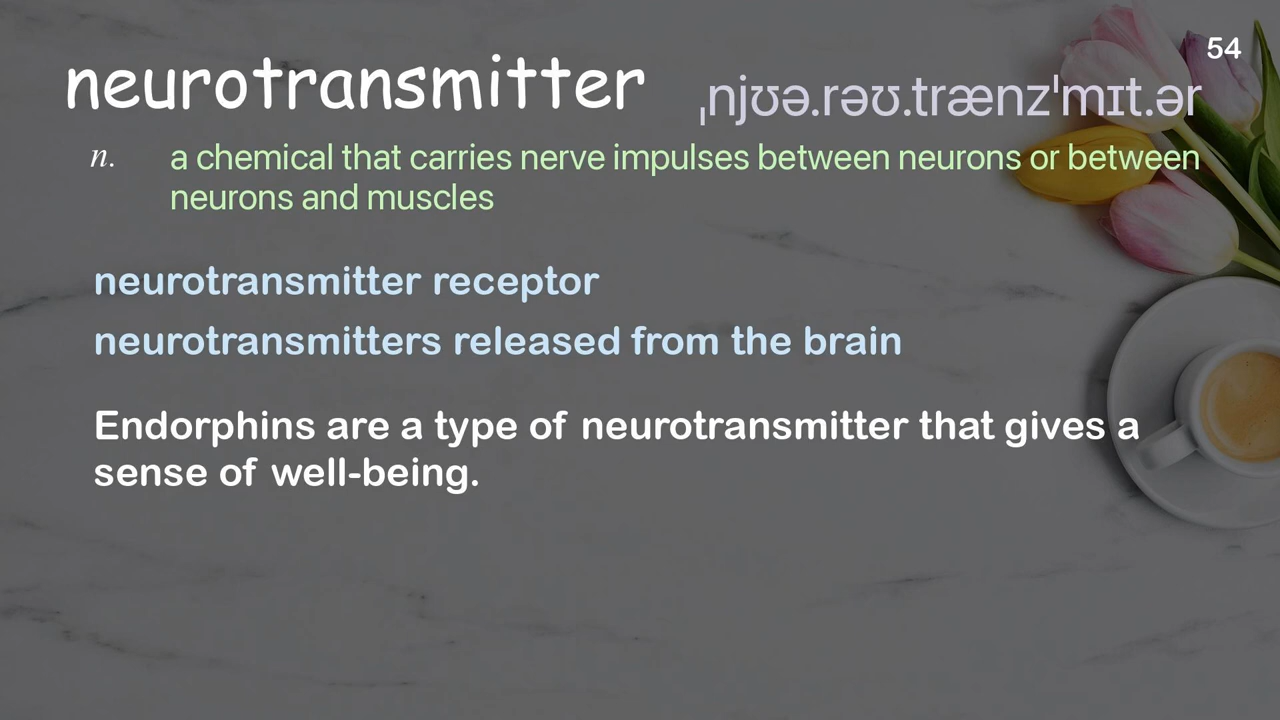 54
neurotransmitter ˌnjʊə.rəʊ.trænzˈmɪt.ər
n. a chemical that carries nerve impulses between neurons or between
neurons and muscles
neurotransmitter receptor
neurotransmitters released from the brain
Endorphins are a type of neurotransmitter that gives a
sense of well-being.